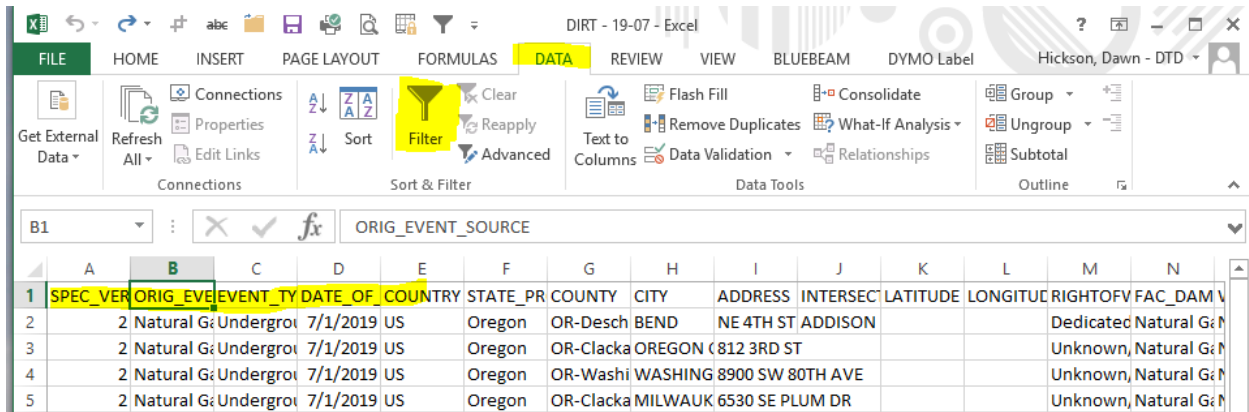 DIRT - 19-07 - Excel
FILE HOME INSERT PAGE LAYOUT FORMULAS DATA REVIEW VIEW BLUEBEAM DYMO Label Hickson, Dawn - DTD
Get External Data
Refresh All
Connections
Properties
Edit Links
Connections
Sort
Filter
Clear
Reapply
Advanced
Sort & Filter
Text to Columns
Flash Fill
Remove Duplicates
Data Validation
Consolidate
What-If Analysis
Relationships
Data Tools
Group
Ungroup
Subtotal
Outline
B1 fx ORIG_EVENT_SOURCE
A B C D E F G H I J K L M N
1 SPEC_VER ORIG_EVE EVENT_TY DATE_OF_ COUNTRY STATE_PR COUNTY CITY ADDRESS INTERSECT LATITUDE LONGITUD RIGHTOFW FAC_DAM
2 2 Natural Ga Undergrou 7/1/2019 US Oregon OR-Desch BEND NE 4TH ST ADDISON Dedicated Natural Ga
3 2 Natural Ga Undergrou 7/1/2019 US Oregon OR-Clacka OREGON C 812 3RD ST Unknown/ Natural Ga
4 2 Natural Ga Undergrou 7/1/2019 US Oregon OR-Washi WASHING 8900 SW 80TH AVE Unknown/ Natural Ga
5 2 Natural Ga Undergrou 7/1/2019 US Oregon OR-Clacka MILWAUK 6530 SE PLUM DR Unknown/ Natural Ga